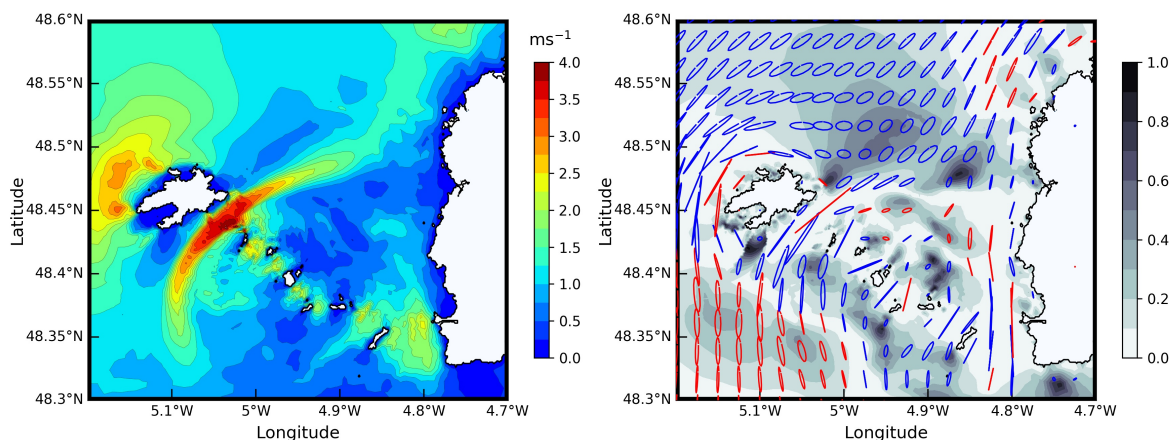 48.6°N
48.55°N
48.5°N
48.45°N
48.4°N
48.35°N
48.3°N
Latitude
5.1°W
5°W
4.9°W
4.8°W
4.7°W
Longitude
ms⁻¹
4.0
3.5
3.0
2.5
2.0
1.5
1.0
0.5
0.0
48.6°N
48.55°N
48.5°N
48.45°N
48.4°N
48.35°N
48.3°N
Latitude
5.1°W
5°W
4.9°W
4.8°W
4.7°W
Longitude
1.0
0.8
0.6
0.4
0.2
0.0